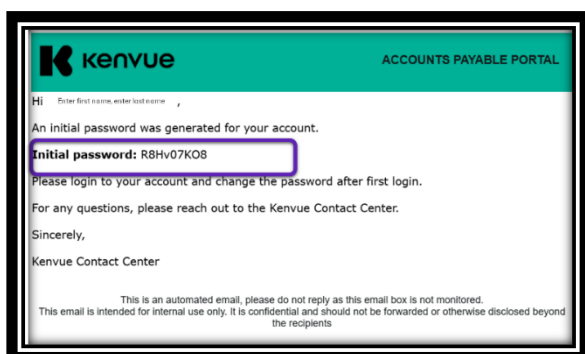 kenvue
ACCOUNTS PAYABLE PORTAL
Hi Enter first name, enter last name ,
An initial password was generated for your account.
Initial password: R8Hv07KO8
Please login to your account and change the password after first login.
For any questions, please reach out to the Kenvue Contact Center.
Sincerely,
Kenvue Contact Center
This is an automated email, please do not reply as this email box is not monitored.
This email is intended for internal use only. It is confidential and should not be forwarded or otherwise disclosed beyond
the recipients